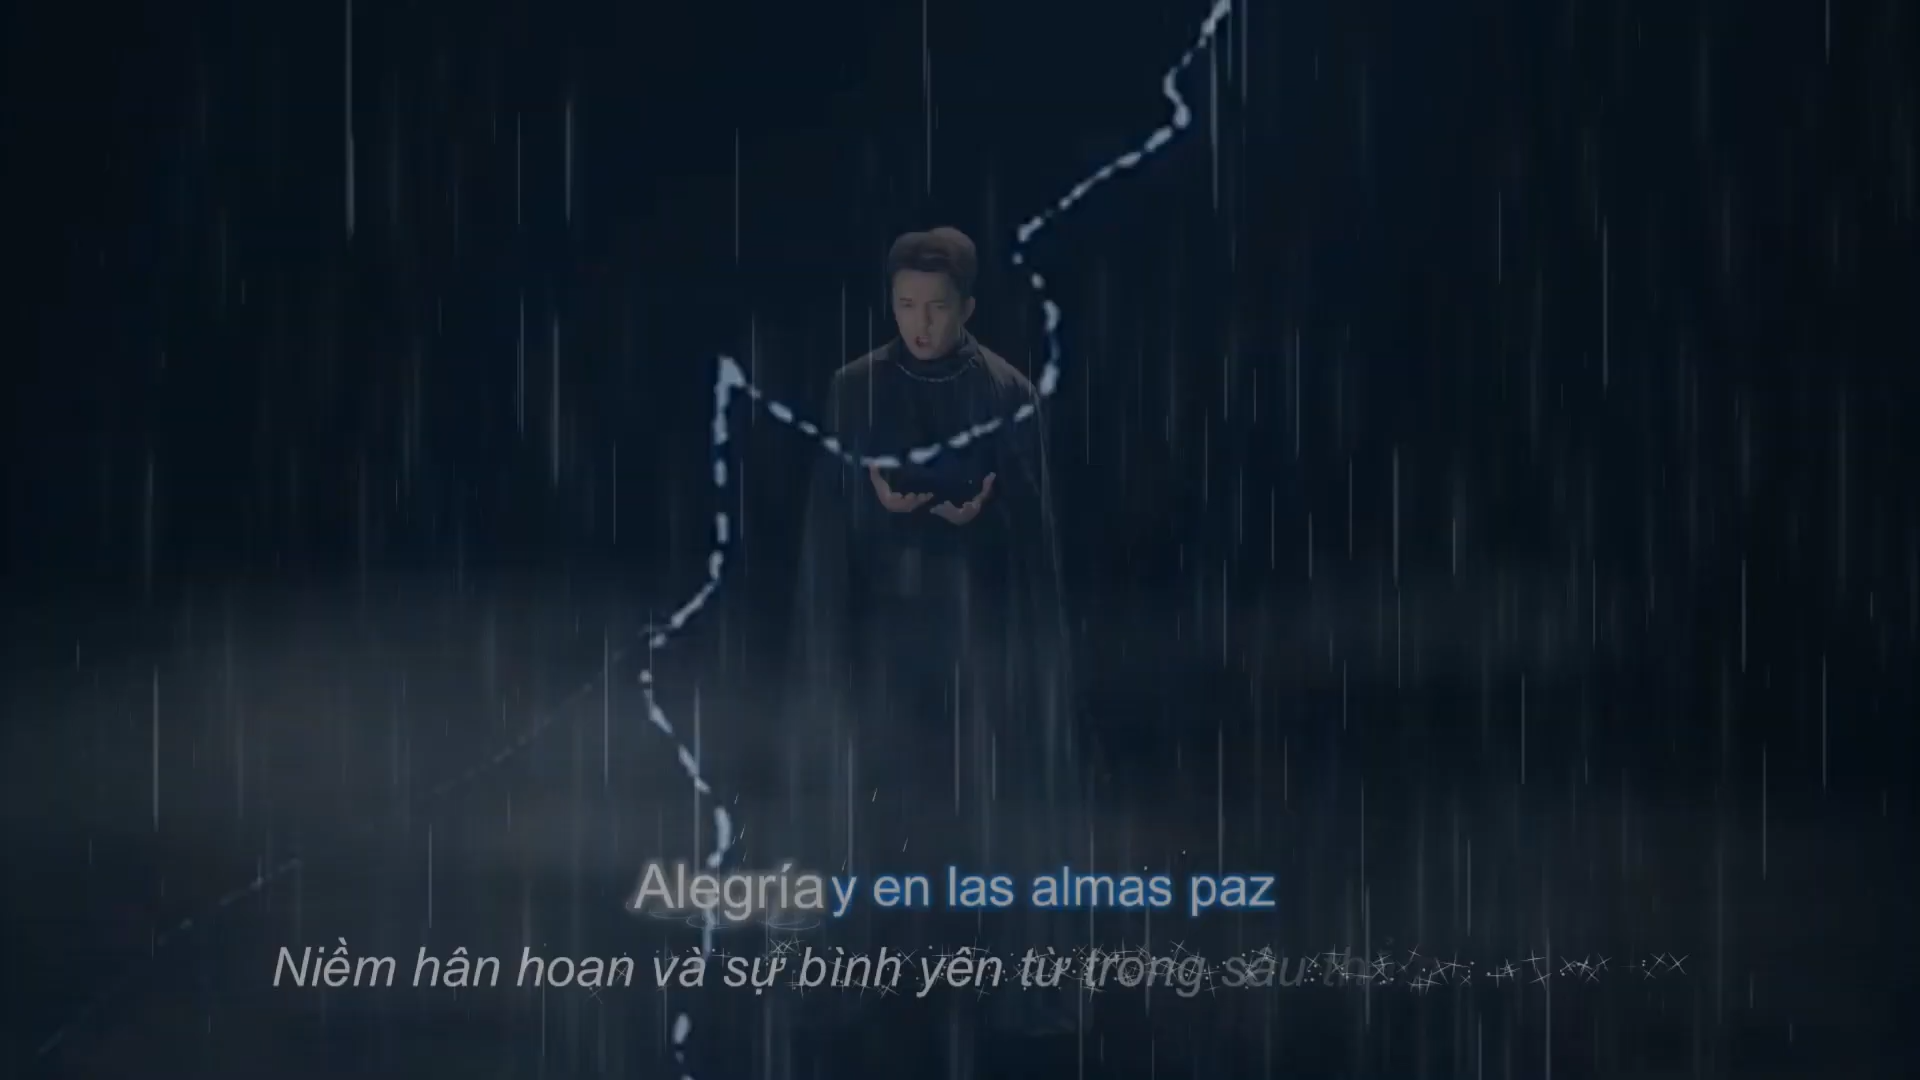 Alegría y en las almas paz
Niềm hân hoan và sự bình yên từ trong sâu